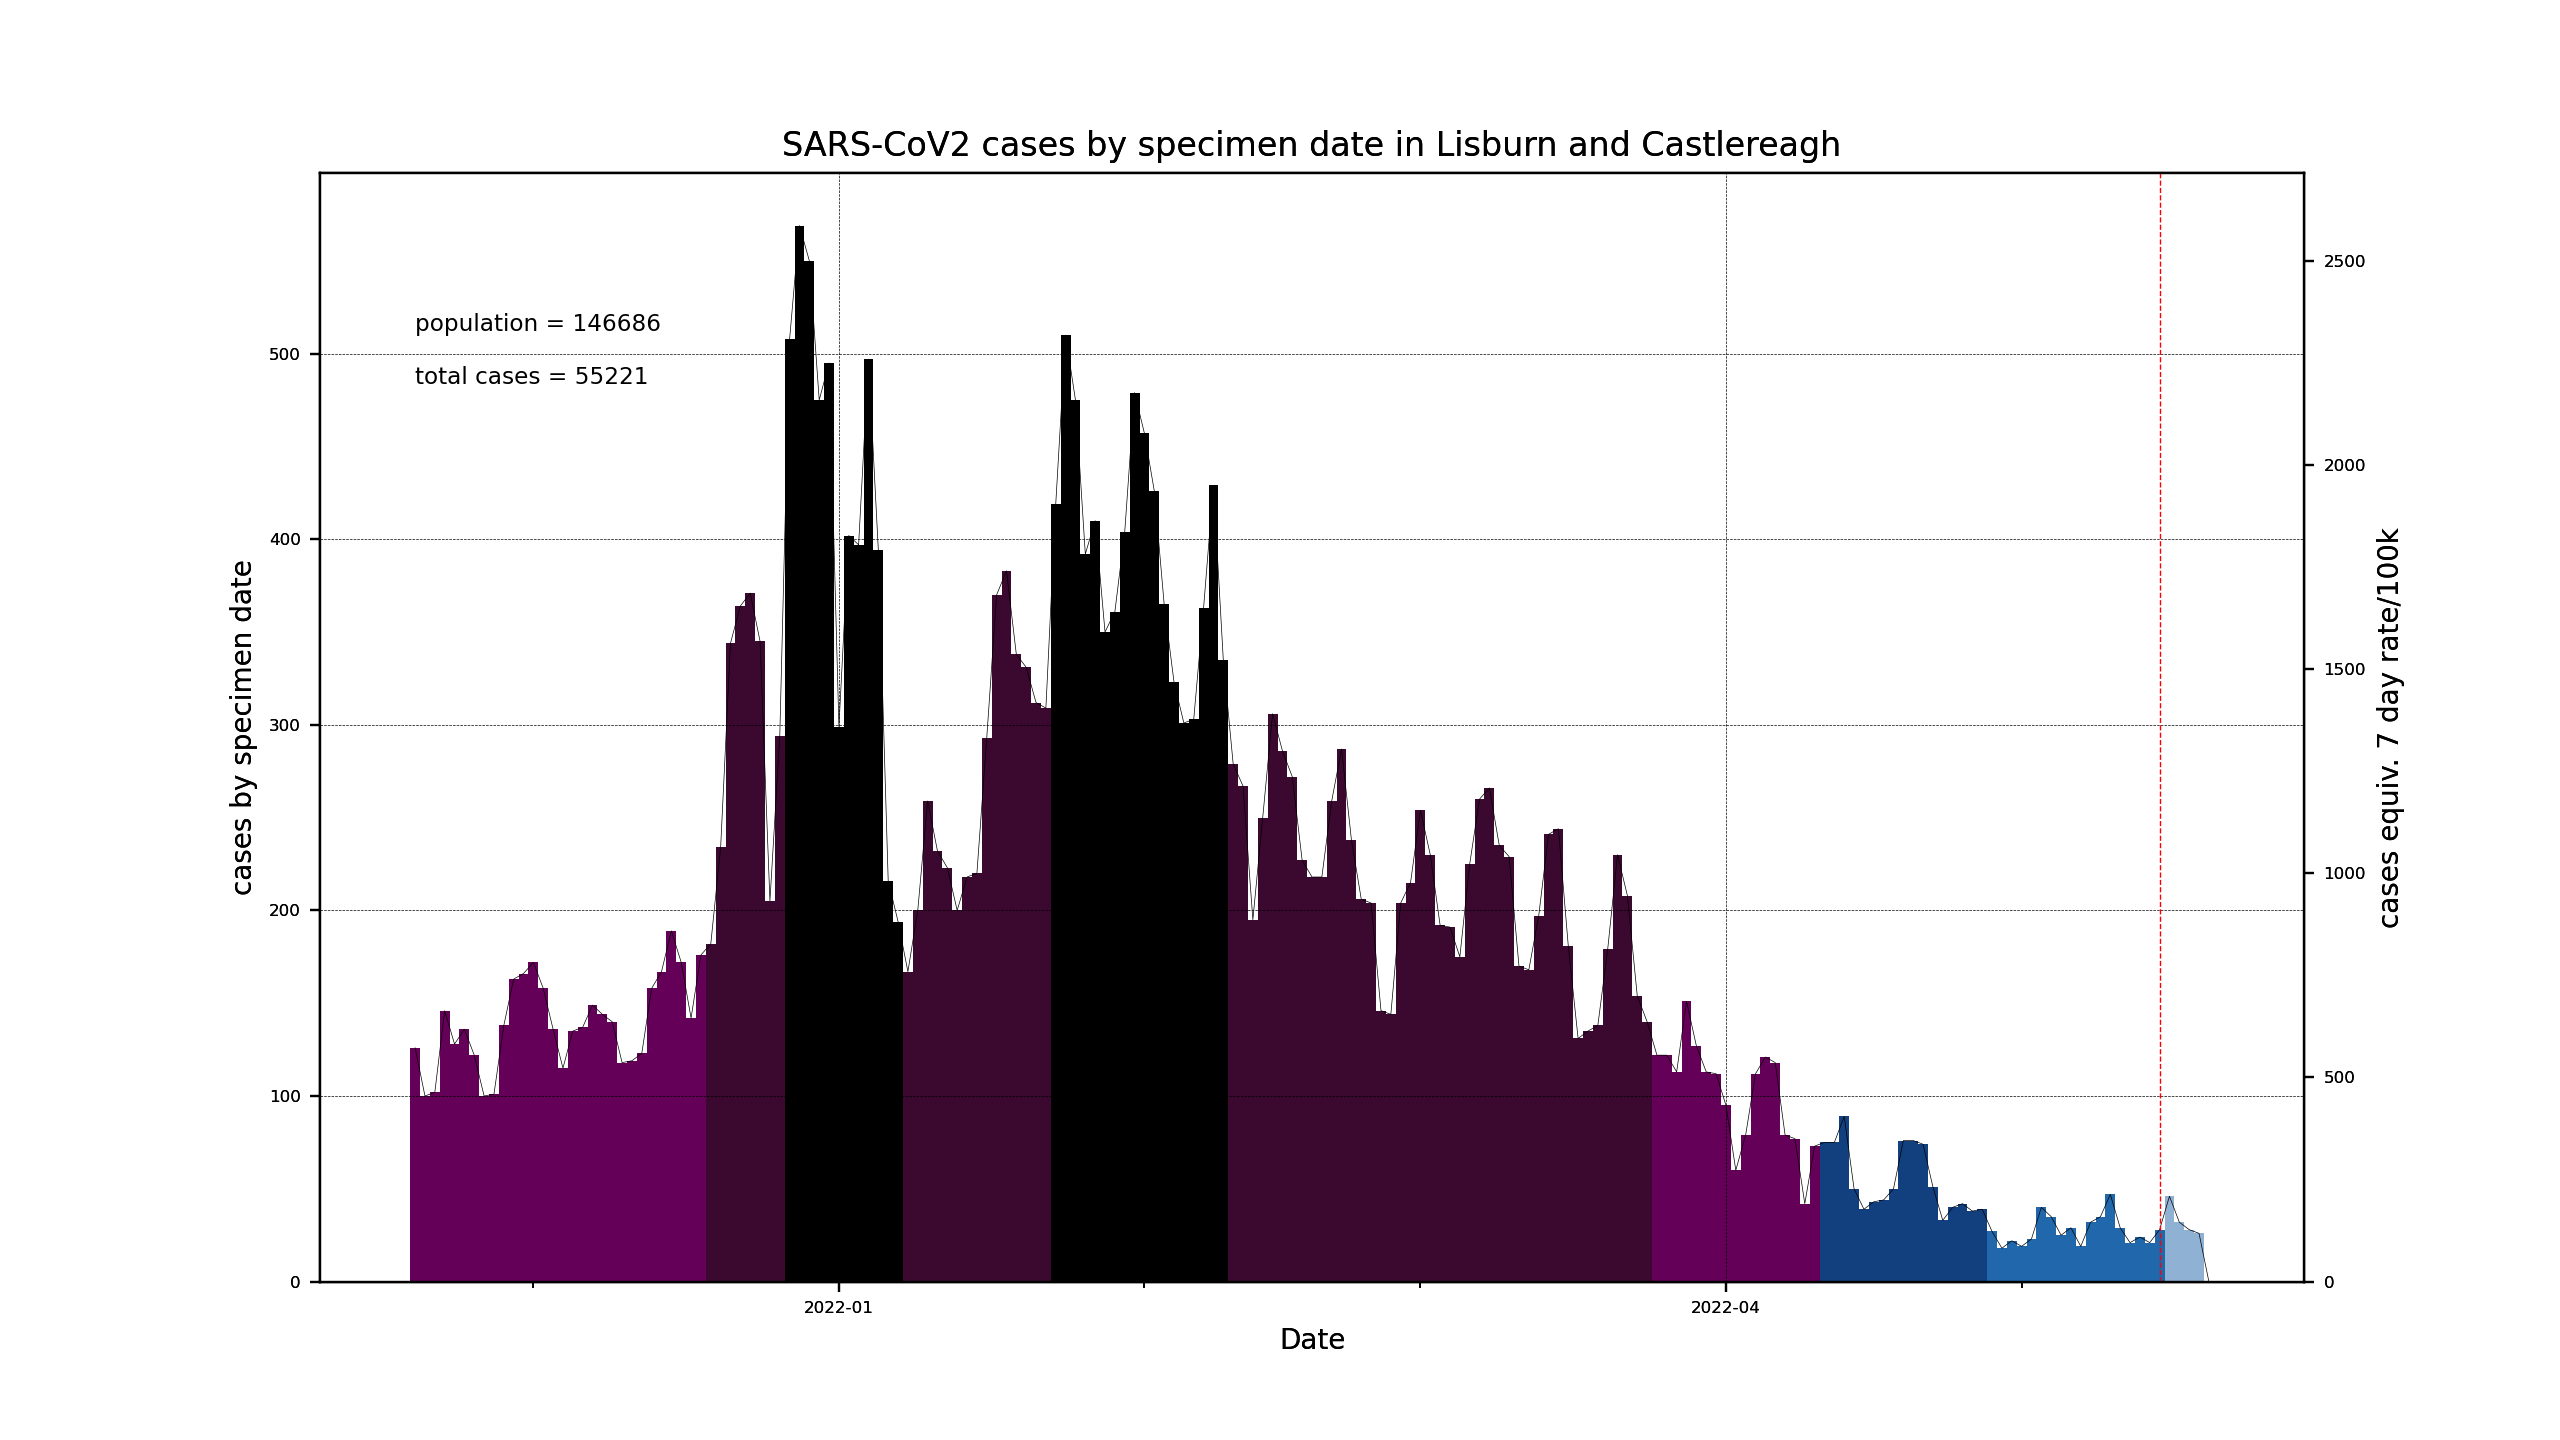 SARS-CoV2 cases by specimen date in Lisburn and Castlereagh
population = 146686
total cases = 55221
cases by specimen date
500
400
300
200
100
0
2500
2000
1500
1000
500
0
cases equiv. 7 day rate/100k
2022-01
2022-04
Date